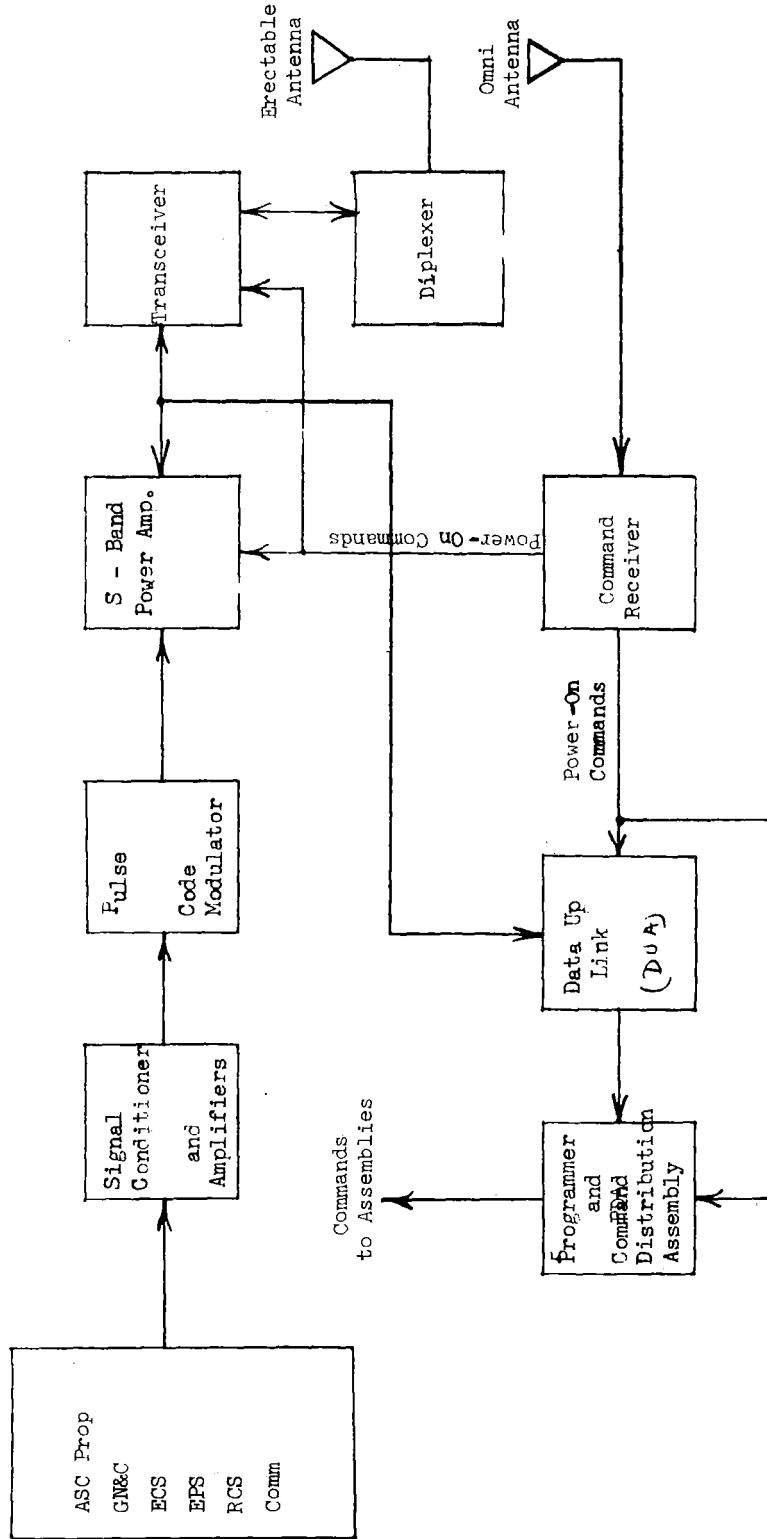 ASC Prop
GN&C
ECS
EPS
RCS
Comm
Signal
Conditioner
and
Amplifiers
Pulse
Code
Modulator
S - Band
Power Amp.
Transceiver
Erectable
Antenna
Diplexer
Omni
Antenna
Power-On Commands
Command
Receiver
Power-On
Commands
Data Up
Link
(DUA)
Commands
to Assemblies
Programmer
and
Command
Distribution
Assembly